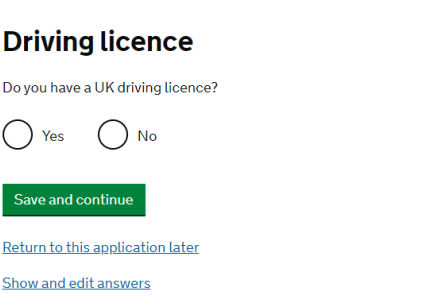 Driving licence
Do you have a UK driving licence?
Yes No
Save and continue
Return to this application later
Show and edit answers